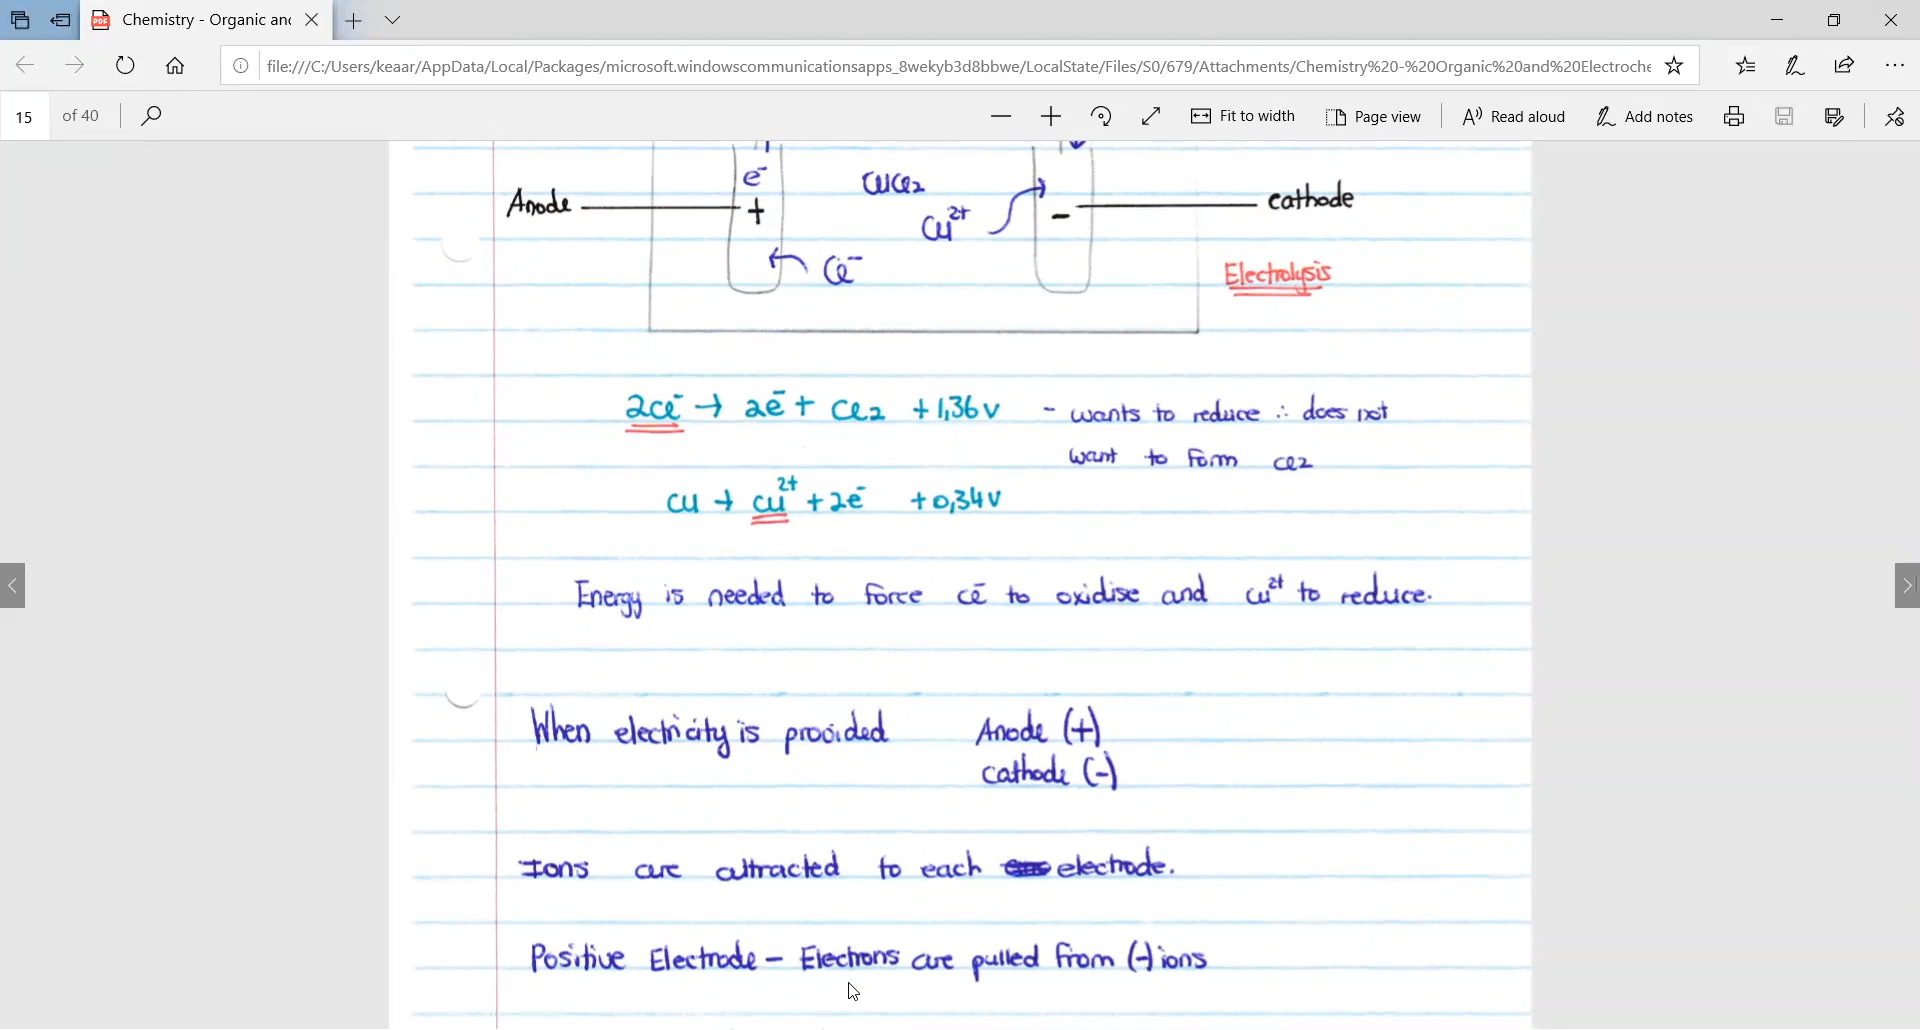 Chemistry - Organic and
file:///C:/Users/keaar/AppData/Local/Packages/microsoft.windowscommunicationsapps_8wekyb3d8bbwe/LocalState/Files/S0/679/Attachments/Chemistry%20-%20Organic%20and%20Electroche
15 of 40
Fit to width
Page view
Read aloud
Add notes
e⁻
CuCl2
Anode
+
Cu²⁺
-
cathode
Cl⁻
Electrolysis
2Cl⁻ → 2e⁻ + Cl2 +1,36V - wants to reduce ∴ does not
want to form Cl2
Cu → Cu²⁺ + 2e⁻ +0,34V
Energy is needed to force Cl⁻ to oxidise and Cu²⁺ to reduce.
When electricity is provided Anode (+)
cathode (-)
Ions are attracted to each electrode.
Positive Electrode - Electrons are pulled from (-) ions